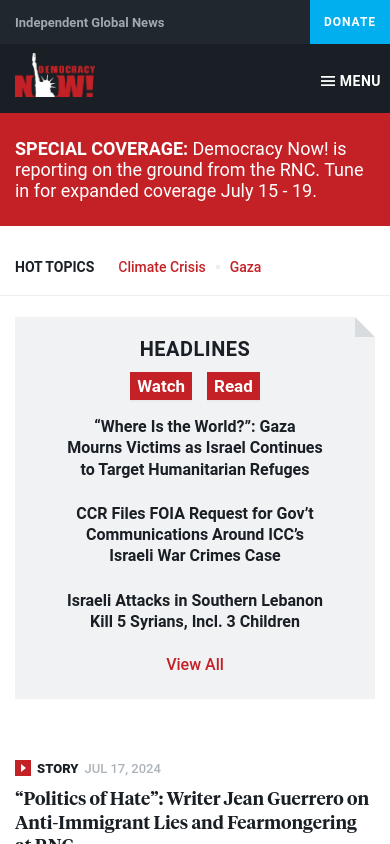 Independent Global News
DONATE
DEMOCRACY
NOW!
MENU
SPECIAL COVERAGE: Democracy Now! is
reporting on the ground from the RNC. Tune
in for expanded coverage July 15 - 19.
HOT TOPICS
Climate Crisis
Gaza
HEADLINES
Watch
Read
“Where Is the World?”: Gaza
Mourns Victims as Israel Continues
to Target Humanitarian Refuges
CCR Files FOIA Request for Gov’t
Communications Around ICC’s
Israeli War Crimes Case
Israeli Attacks in Southern Lebanon
Kill 5 Syrians, Incl. 3 Children
View All
STORY JUL 17, 2024
“Politics of Hate”: Writer Jean Guerrero on
Anti-Immigrant Lies and Fearmongering
at RNC